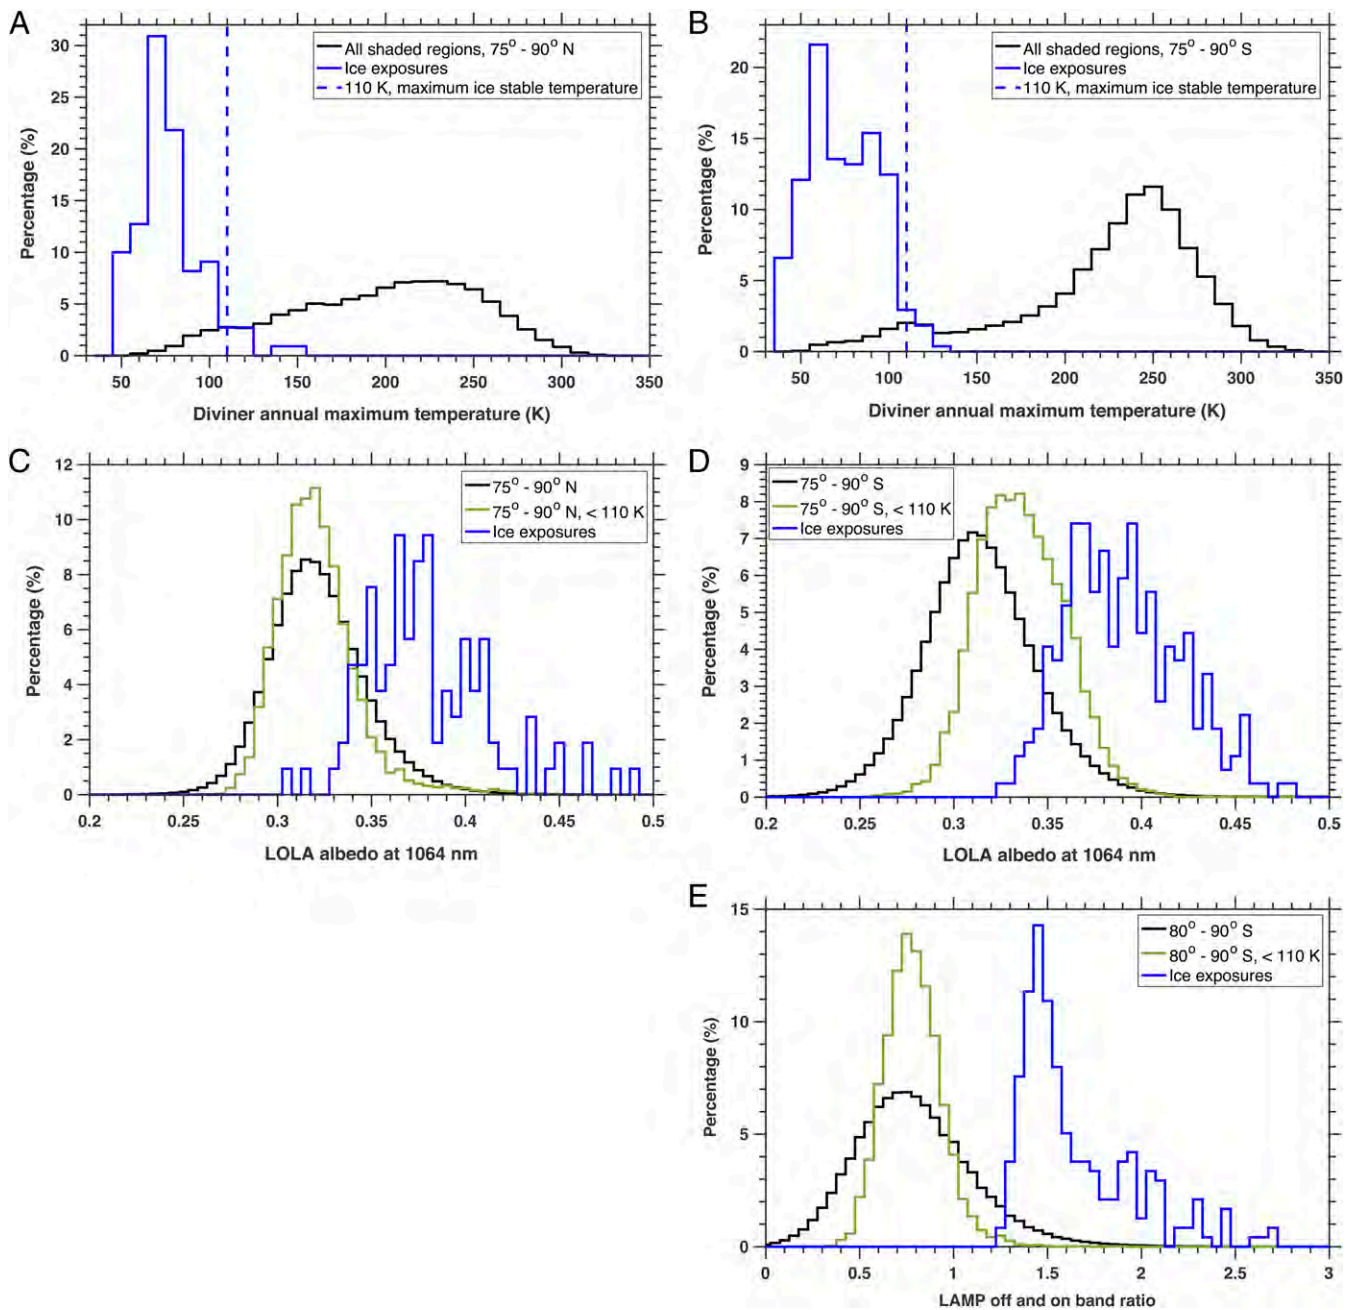 A
All shaded regions, 75° - 90° N
Ice exposures
110 K, maximum ice stable temperature
Percentage (%)
30
25
20
15
10
5
0
50
100
150
200
250
300
350
Diviner annual maximum temperature (K)
B
All shaded regions, 75° - 90° S
Ice exposures
110 K, maximum ice stable temperature
Percentage (%)
20
15
10
5
0
50
100
150
200
250
300
350
Diviner annual maximum temperature (K)
C
75° - 90° N
75° - 90° N, < 110 K
Ice exposures
Percentage (%)
12
10
8
6
4
2
0
0.2
0.25
0.3
0.35
0.4
0.45
0.5
LOLA albedo at 1064 nm
D
75° - 90° S
75° - 90° S, < 110 K
Ice exposures
Percentage (%)
9
8
7
6
5
4
3
2
1
0
0.2
0.25
0.3
0.35
0.4
0.45
0.5
LOLA albedo at 1064 nm
E
80° - 90° S
80° - 90° S, < 110 K
Ice exposures
Percentage (%)
15
10
5
0
0
0.5
1
1.5
2
2.5
3
LAMP off and on band ratio